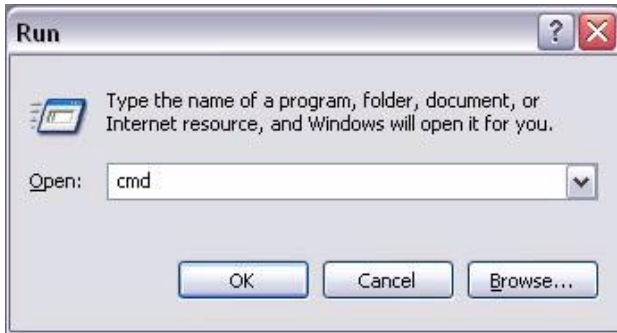 Run
Type the name of a program, folder, document, or
Internet resource, and Windows will open it for you.
Open: cmd
OK Cancel Browse...